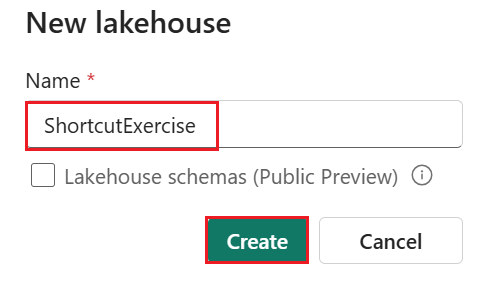 New lakehouse
Name *
ShortcutExercise
Lakehouse schemas (Public Preview)
Create Cancel